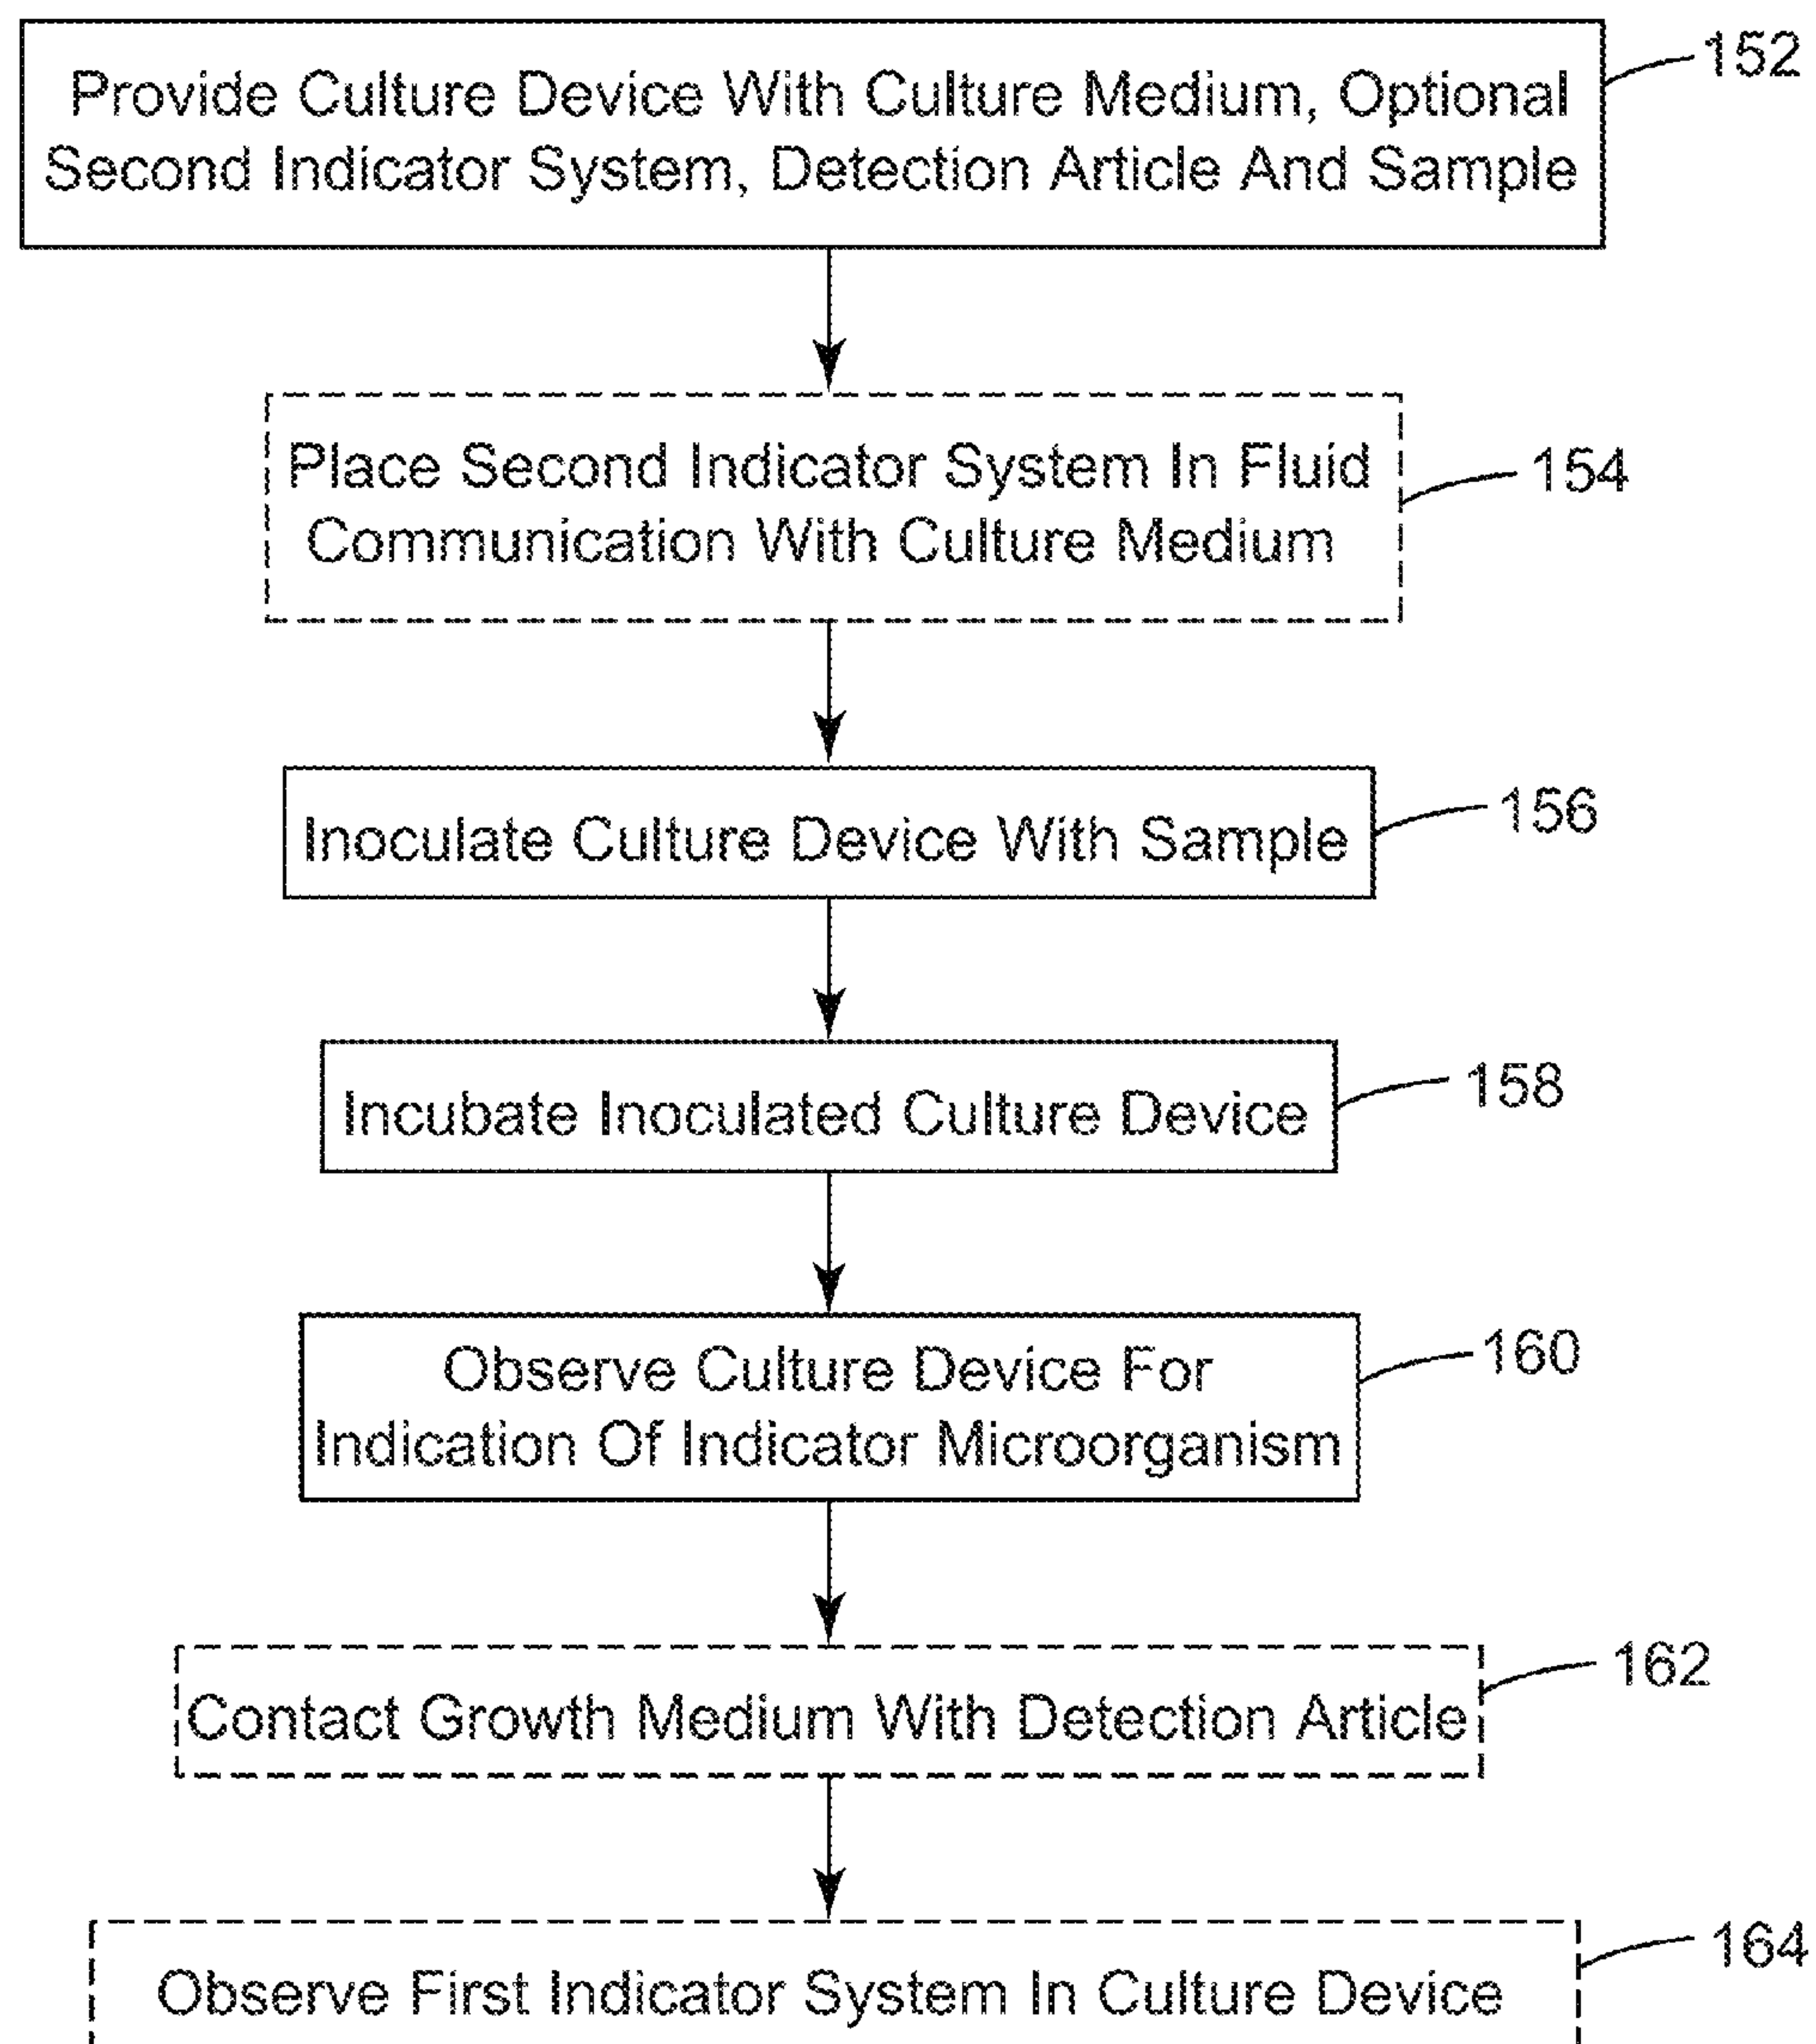 Provide Culture Device With Culture Medium, Optional
Second Indicator System, Detection Article And Sample
152
Place Second Indicator System In Fluid
Communication With Culture Medium
154
Inoculate Culture Device With Sample
156
Incubate Inoculated Culture Device
158
Observe Culture Device For
Indication Of Indicator Microorganism
160
Contact Growth Medium With Detection Article
162
Observe First Indicator System In Culture Device
164